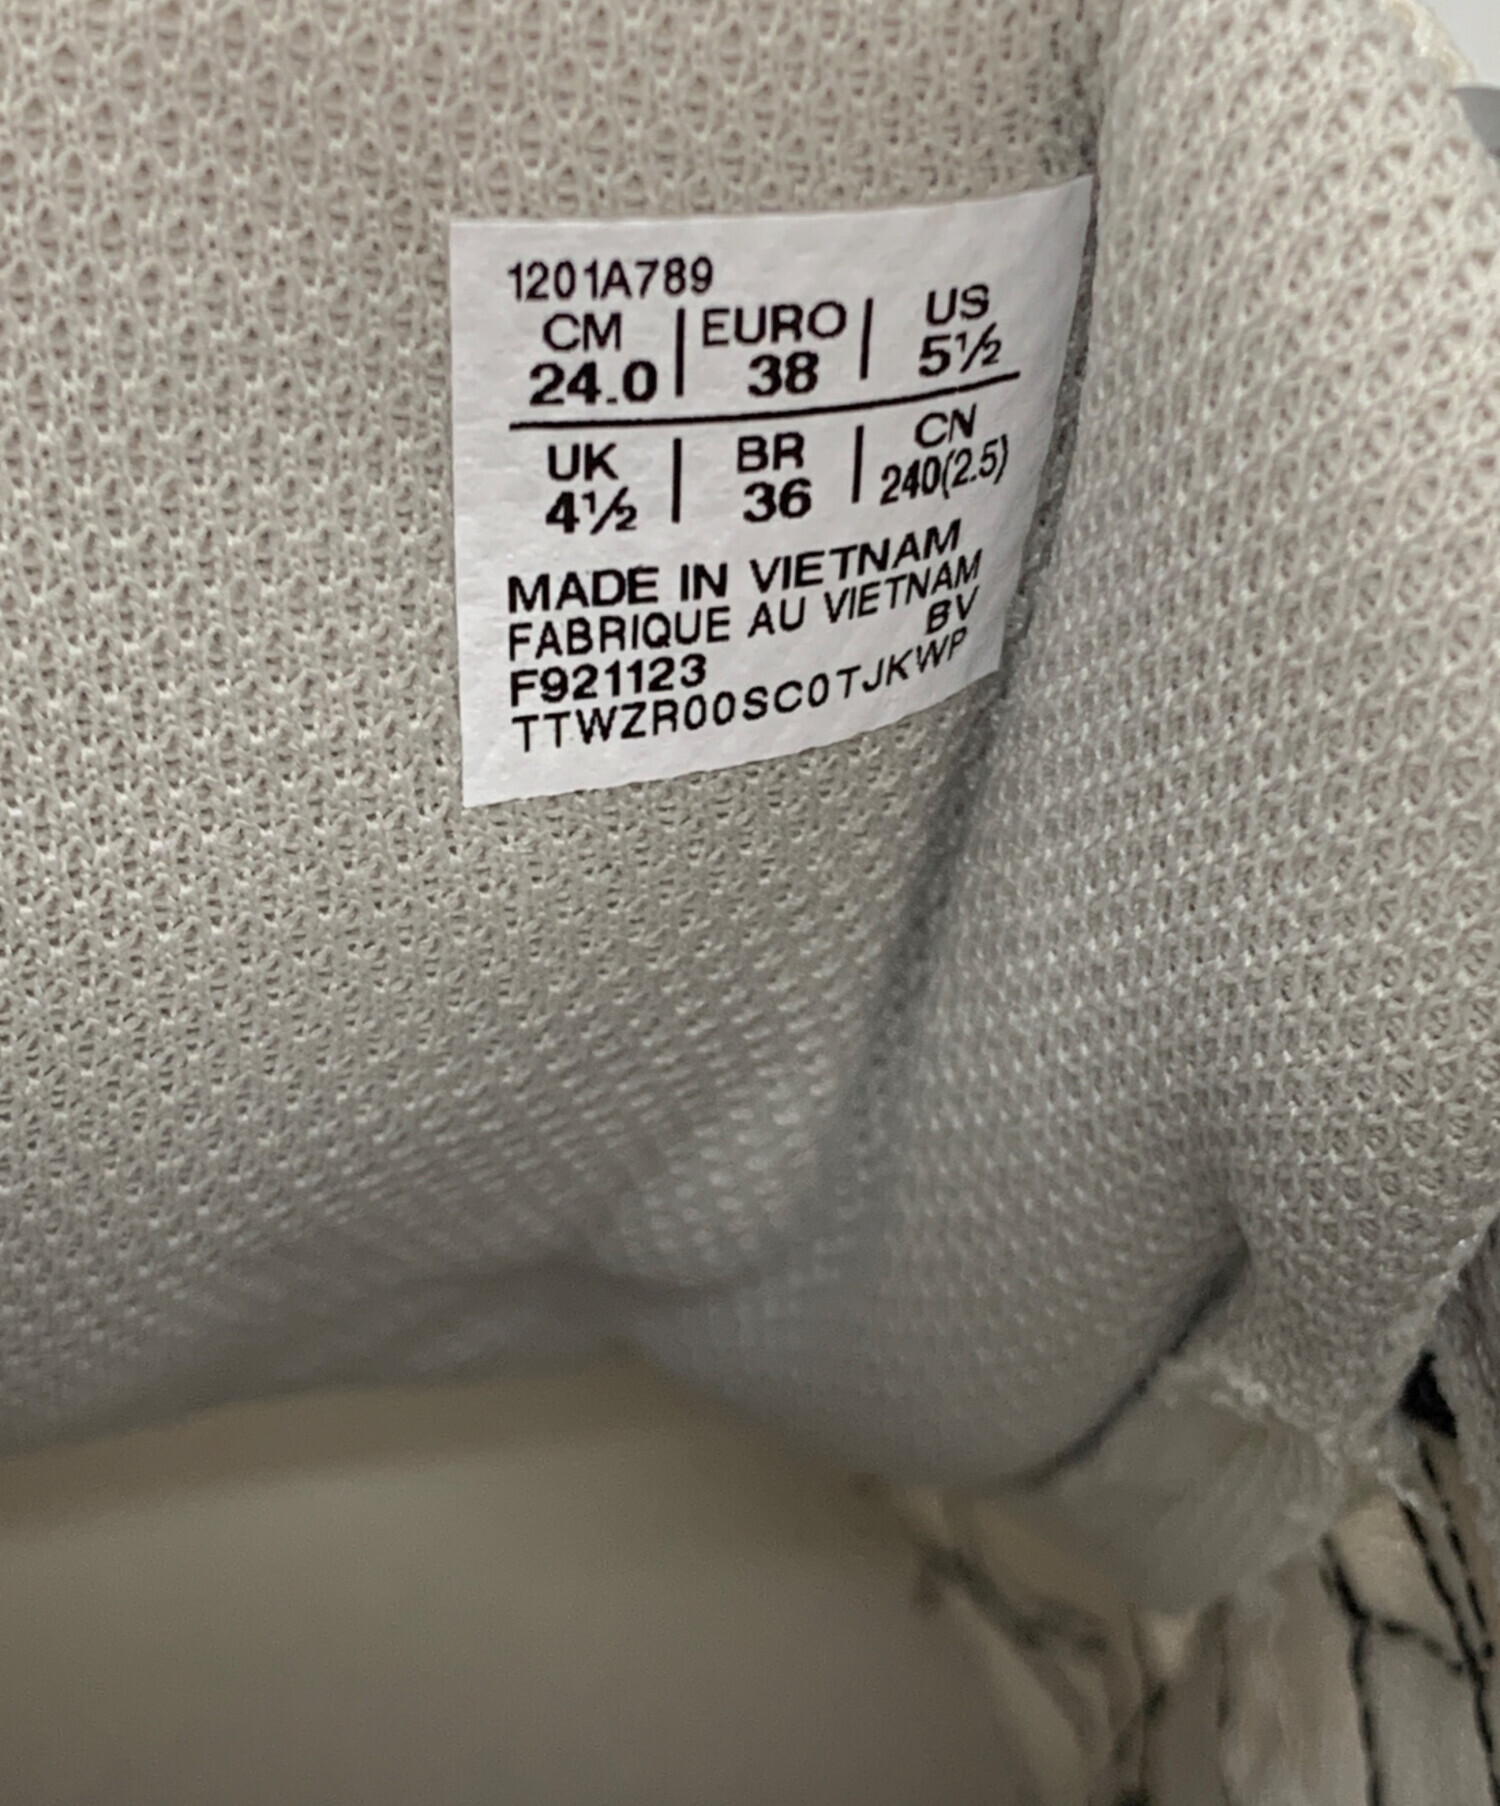 1201A789
CM | EURO | US
24.0 | 38 | 5½
UK | BR | CN
4½ | 36 | 240(2.5)
MADE IN VIETNAM
FABRIQUE AU VIETNAM
F921123 BV
TTWZR00SC0TJKWP